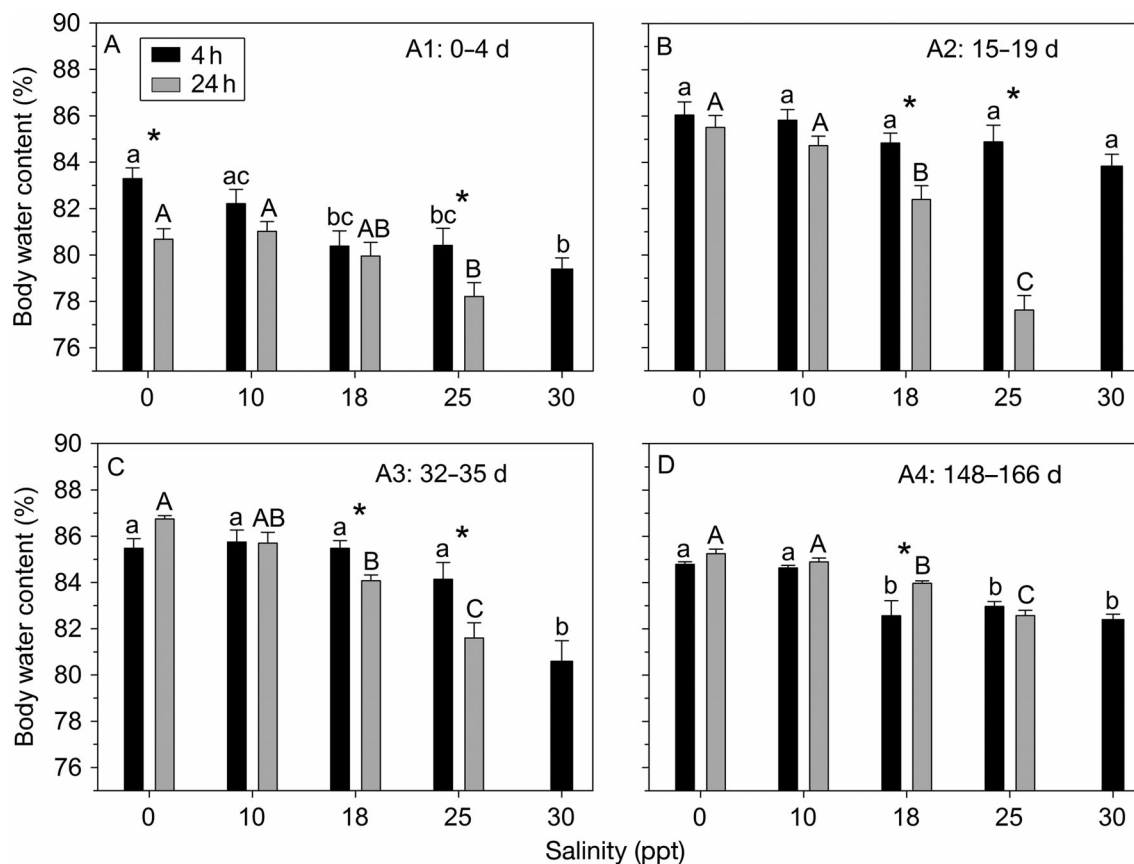 A
A1: 0–4 d
4 h
24 h
Body water content (%)
90
88
86
84
82
80
78
76
a
*
A
ac
A
bc
AB
bc
*
B
b
0
10
18
25
30
B
A2: 15–19 d
a
A
a
A
a
*
B
a
*
C
a
0
10
18
25
30
C
A3: 32–35 d
Body water content (%)
90
88
86
84
82
80
78
76
a
A
a
AB
a
*
B
a
*
C
b
0
10
18
25
30
D
A4: 148–166 d
a
A
a
A
b
*
B
b
C
b
0
10
18
25
30
Salinity (ppt)